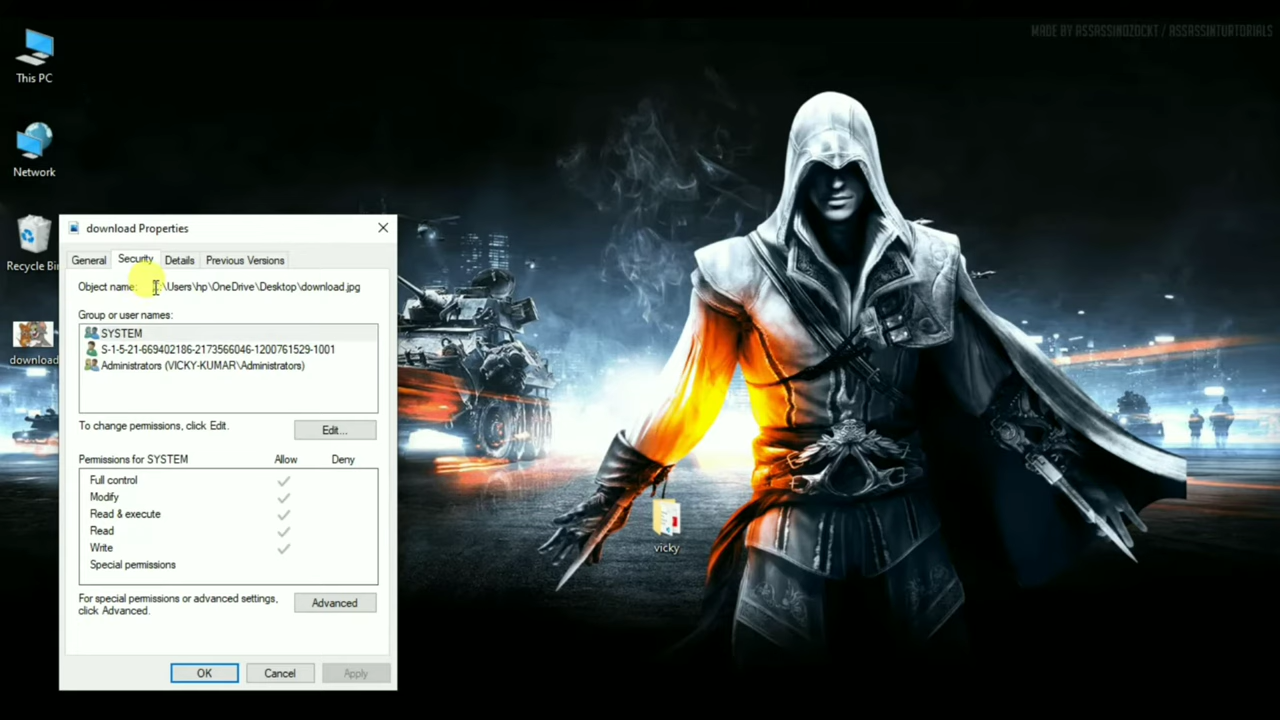 MADE BY ASSASSINOZOCKT / ASSASSINTUTORIALS
This PC
Network
Recycle Bin
download
vicky
download Properties
General Security Details Previous Versions
Object name: C:\Users\hp\OneDrive\Desktop\download.jpg
Group or user names:
SYSTEM
S-1-5-21-669402186-2173566046-1200761529-1001
Administrators (VICKY-KUMAR\Administrators)
To change permissions, click Edit.
Edit...
Permissions for SYSTEM Allow Deny
Full control
Modify
Read & execute
Read
Write
Special permissions
For special permissions or advanced settings,
click Advanced.
Advanced
OK Cancel Apply